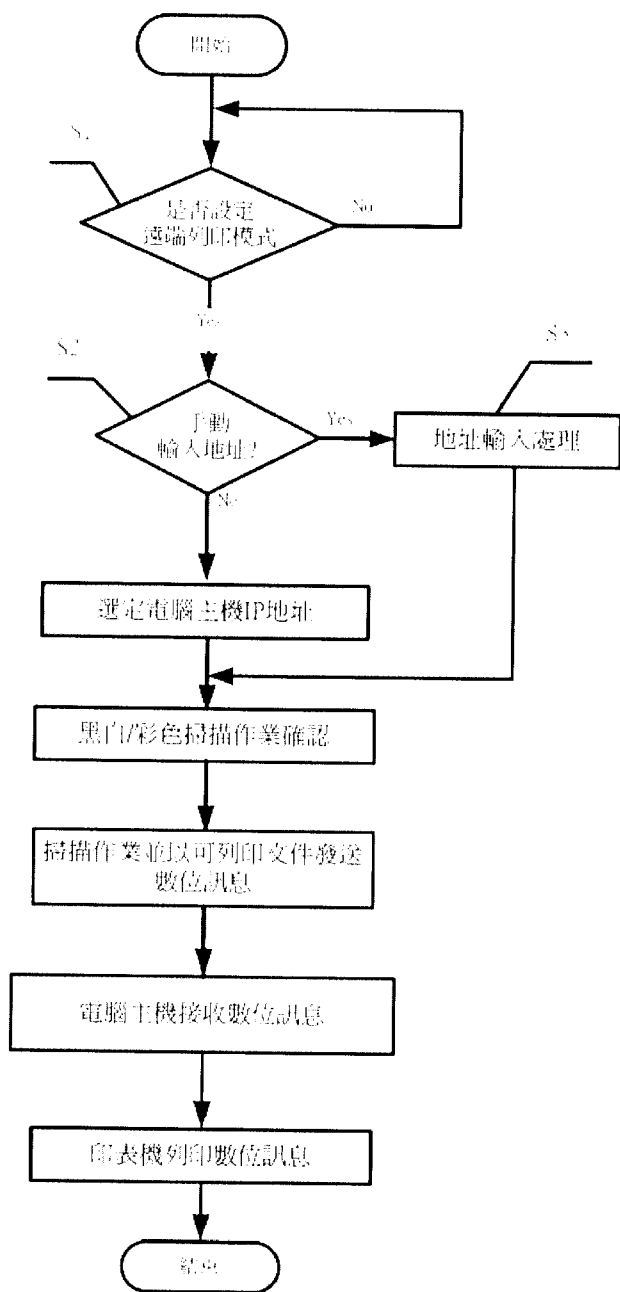 開始
是否設定
遠端列印模式
No
Yes
S2
手動
輸入地址?
Yes
S3
地址輸入處理
No
選定電腦主機IP地址
黑白/彩色掃描作業確認
掃描作業並以可列印文件發送
數位訊息
電腦主機接收數位訊息
印表機列印數位訊息
結束